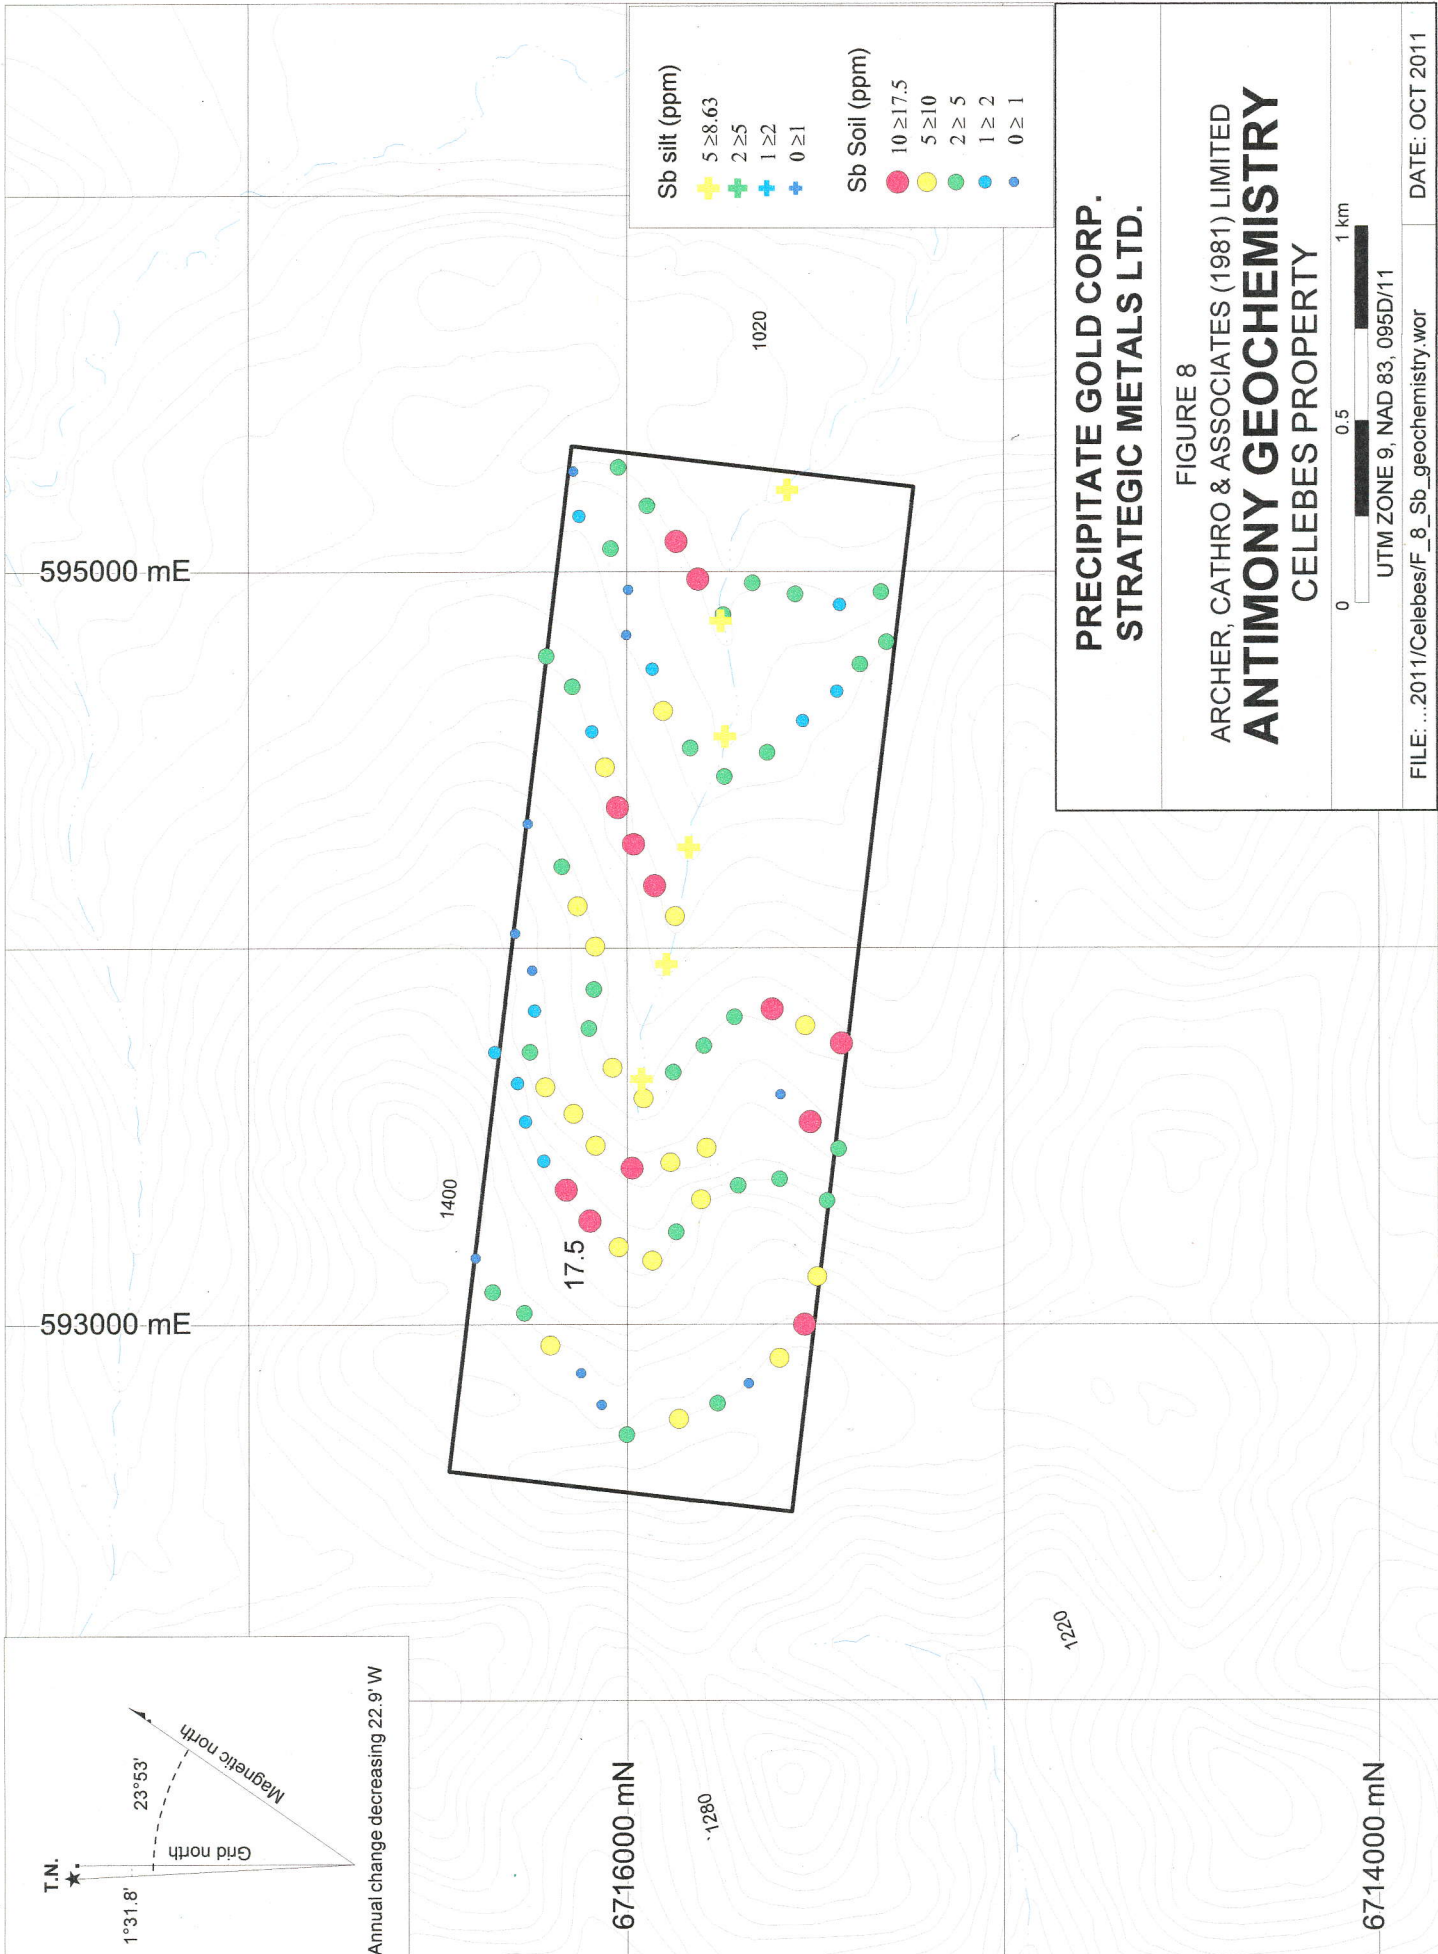 T.N.
1°31.8'
23°53'
Grid north
Magnetic north
Annual change decreasing 22.9' W
593000 mE
595000 mE
6716000 mN
6714000 mN
1400
17.5
1020
1280
1220
Sb silt (ppm)
5 ≥8.63
2 ≥5
1 ≥2
0 ≥1
Sb Soil (ppm)
10 ≥17.5
5 ≥10
2 ≥ 5
1 ≥ 2
0 ≥ 1
PRECIPITATE GOLD CORP.
STRATEGIC METALS LTD.
FIGURE 8
ARCHER, CATHRO & ASSOCIATES (1981) LIMITED
ANTIMONY GEOCHEMISTRY
CELEBES PROPERTY
0 0.5 1 km
UTM ZONE 9, NAD 83, 095D/11
FILE: ...2011/Celebes/F_8_Sb_geochemistry.wor
DATE: OCT 2011